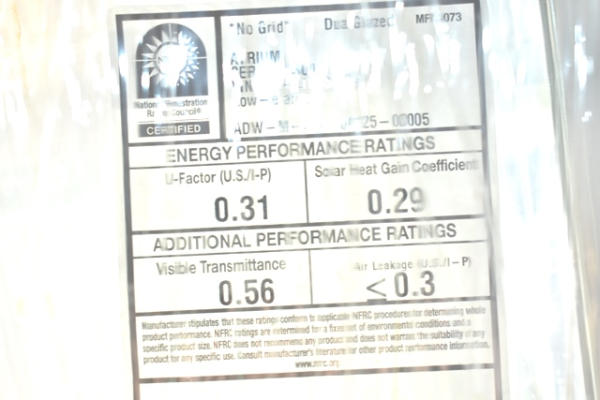 "No Grid" Dual Glazed
National Fenestration
Rating Council®
CERTIFIED
ENERGY PERFORMANCE RATINGS
U-Factor (U.S./I-P) Solar Heat Gain Coefficient
0.31 0.29
ADDITIONAL PERFORMANCE RATINGS
Visible Transmittance Air Leakage (U.S./I-P)
0.56 <0.3
Manufacturer stipulates that these ratings conform to applicable NFRC procedures for determining whole
product performance. NFRC ratings are determined for a fixed set of environmental conditions and a
specific product size. NFRC does not recommend any product and does not warrant the suitability of any
product for any specific use. Consult manufacturer's literature for other product performance information.
www.nfrc.org